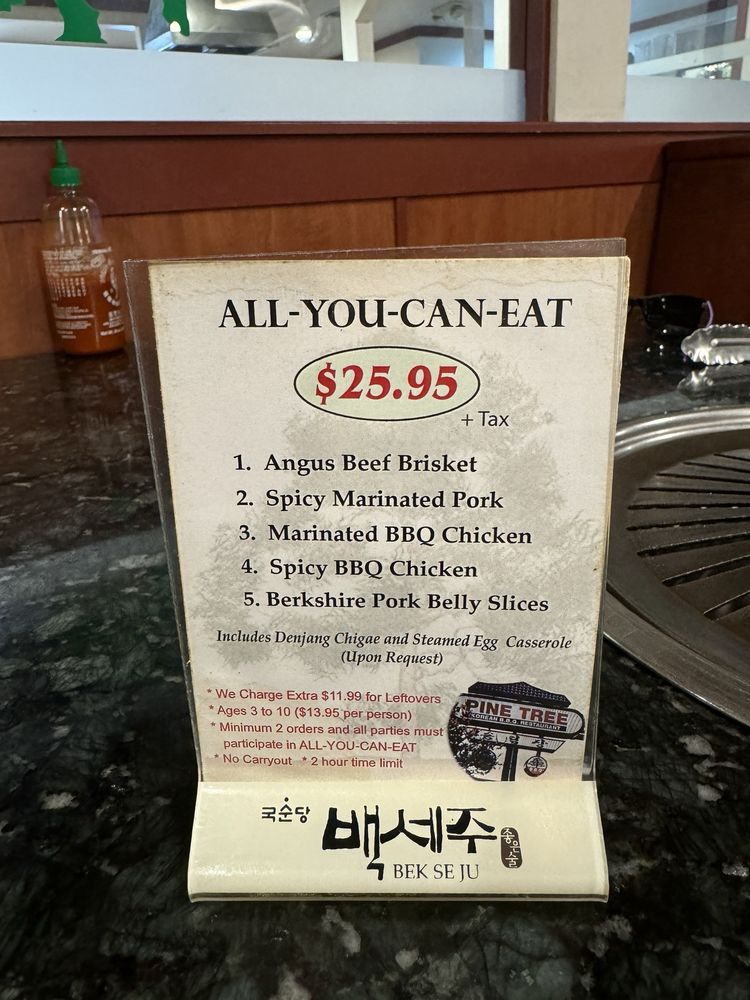 ALL-YOU-CAN-EAT
$25.95
+ Tax
1. Angus Beef Brisket
2. Spicy Marinated Pork
3. Marinated BBQ Chicken
4. Spicy BBQ Chicken
5. Berkshire Pork Belly Slices
Includes Denjang Chigae and Steamed Egg Casserole
(Upon Request)
* We Charge Extra $11.99 for Leftovers
* Ages 3 to 10 ($13.95 per person)
* Minimum 2 orders and all parties must
participate in ALL-YOU-CAN-EAT
* No Carryout * 2 hour time limit
PINE TREE
KOREAN B.B.Q. RESTAURANT
국순당
백세주
좋은술
BEK SE JU